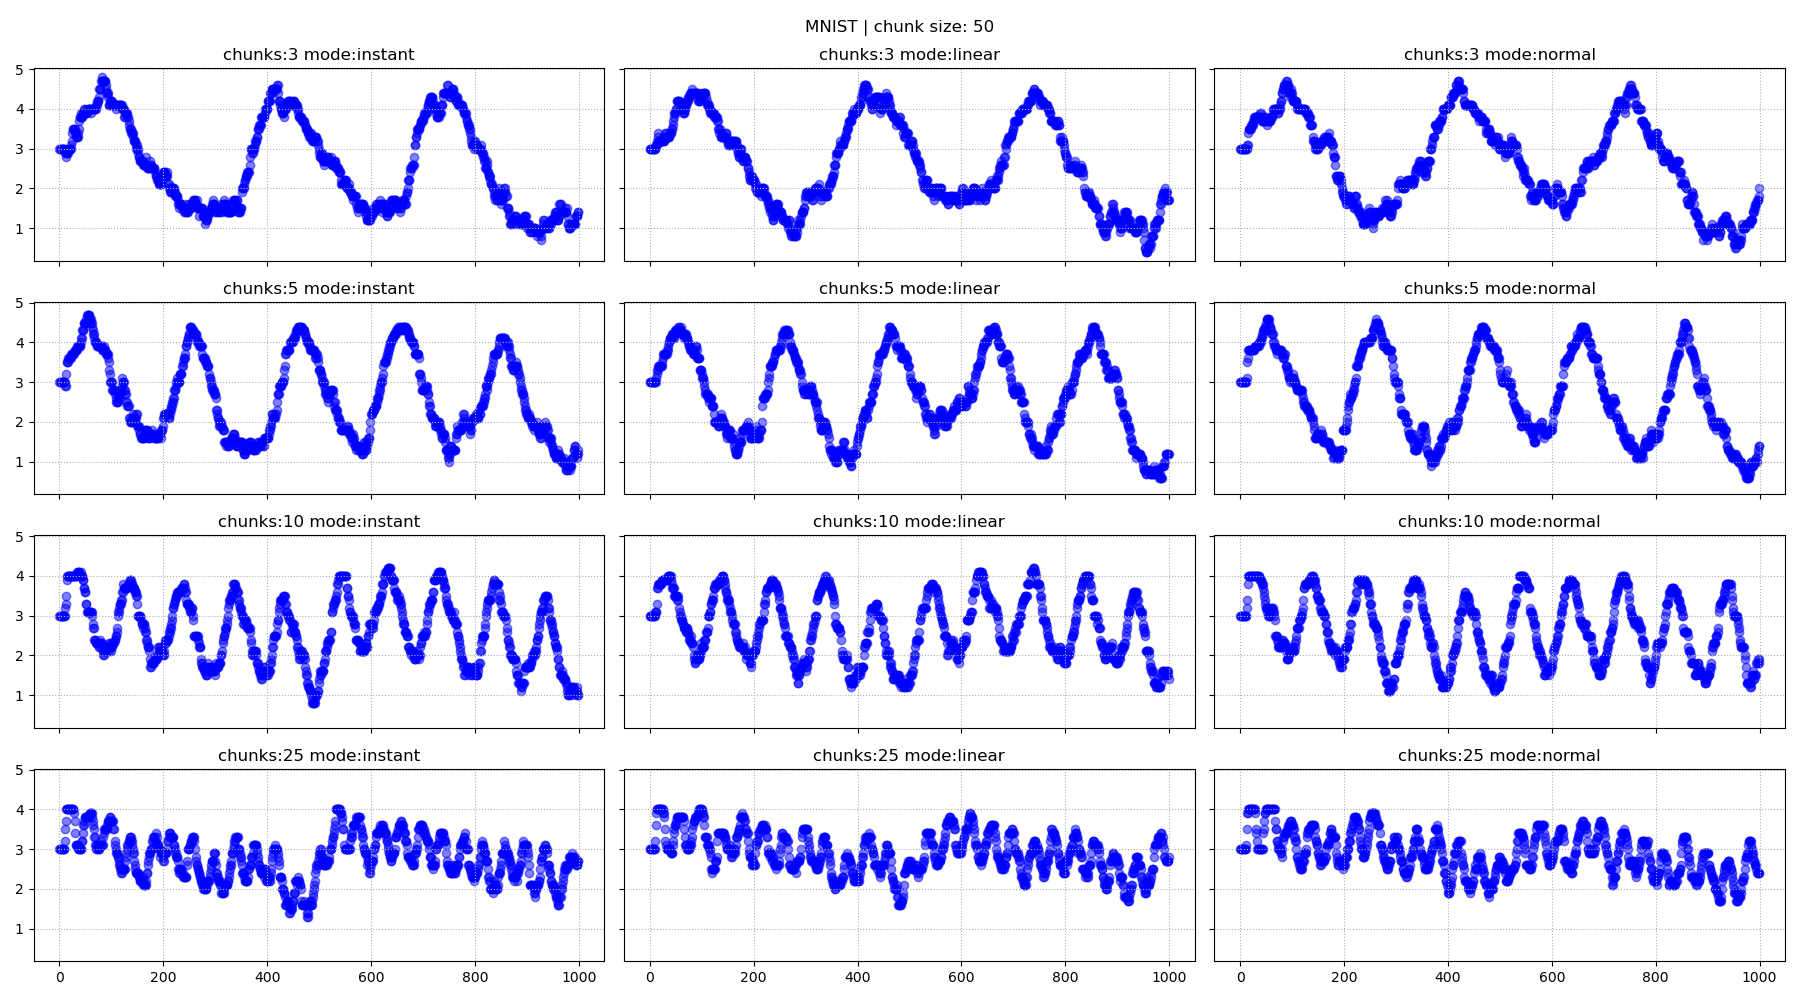 MNIST | chunk size: 50
chunks:3 mode:instant
chunks:3 mode:linear
chunks:3 mode:normal
5
4
3
2
1
chunks:5 mode:instant
chunks:5 mode:linear
chunks:5 mode:normal
5
4
3
2
1
chunks:10 mode:instant
chunks:10 mode:linear
chunks:10 mode:normal
5
4
3
2
1
chunks:25 mode:instant
chunks:25 mode:linear
chunks:25 mode:normal
5
4
3
2
1
0 200 400 600 800 1000
0 200 400 600 800 1000
0 200 400 600 800 1000